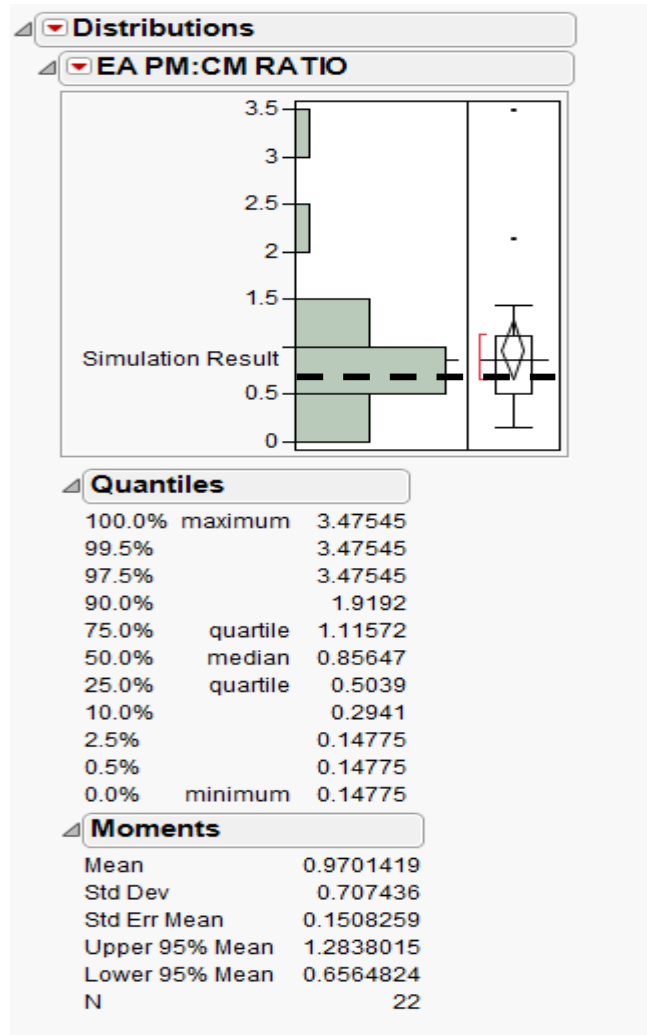 Distributions
EA PM:CM RATIO
3.5
3
2.5
2
1.5
Simulation Result
0.5
0
Quantiles
100.0% maximum 3.47545
99.5% 3.47545
97.5% 3.47545
90.0% 1.9192
75.0% quartile 1.11572
50.0% median 0.85647
25.0% quartile 0.5039
10.0% 0.2941
2.5% 0.14775
0.5% 0.14775
0.0% minimum 0.14775
Moments
Mean 0.9701419
Std Dev 0.707436
Std Err Mean 0.1508259
Upper 95% Mean 1.2838015
Lower 95% Mean 0.6564824
N 22